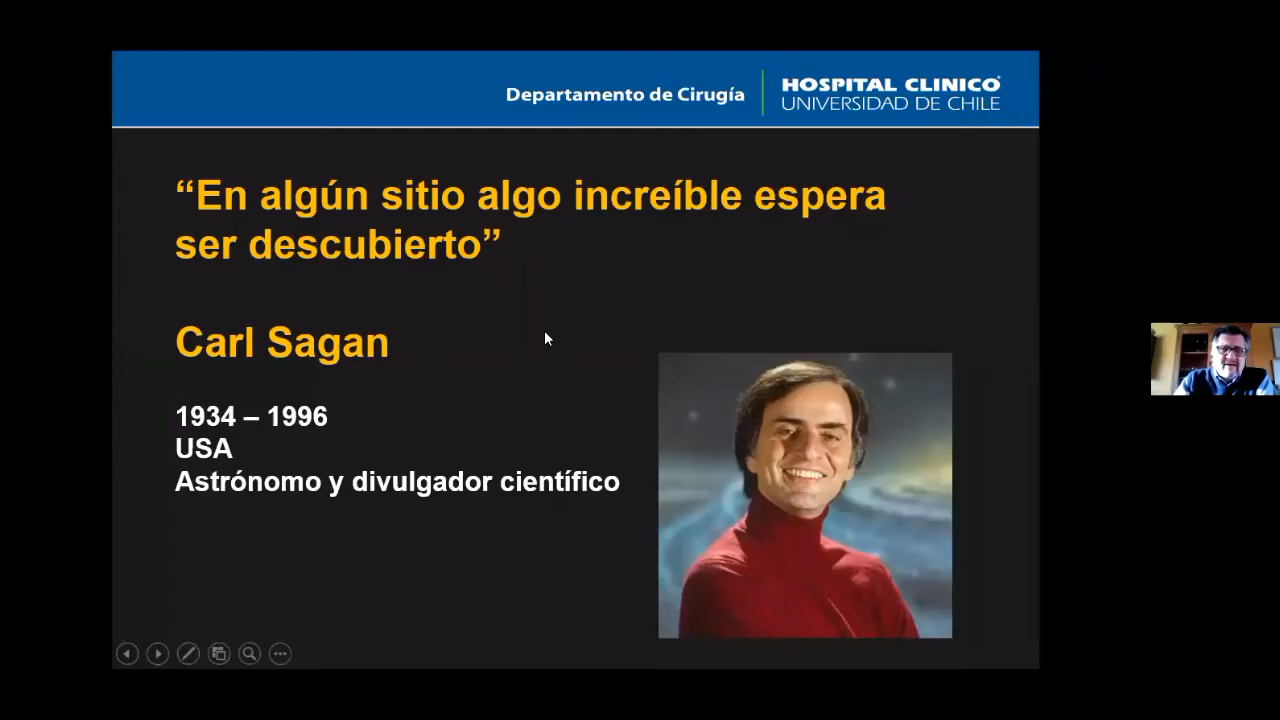 Departamento de Cirugía
HOSPITAL CLINICO
UNIVERSIDAD DE CHILE
“En algún sitio algo increíble espera
ser descubierto”
Carl Sagan
1934 – 1996
USA
Astrónomo y divulgador científico